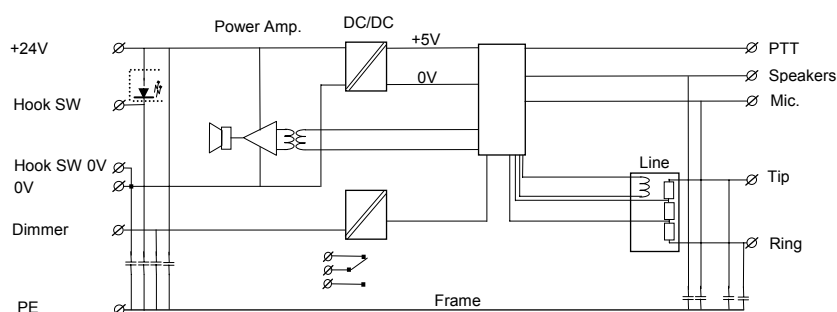 Power Amp.
DC/DC
+24V
+5V
PTT
0V
Speakers
Hook SW
Mic.
Hook SW 0V
Line
0V
Tip
Dimmer
Ring
PE
Frame